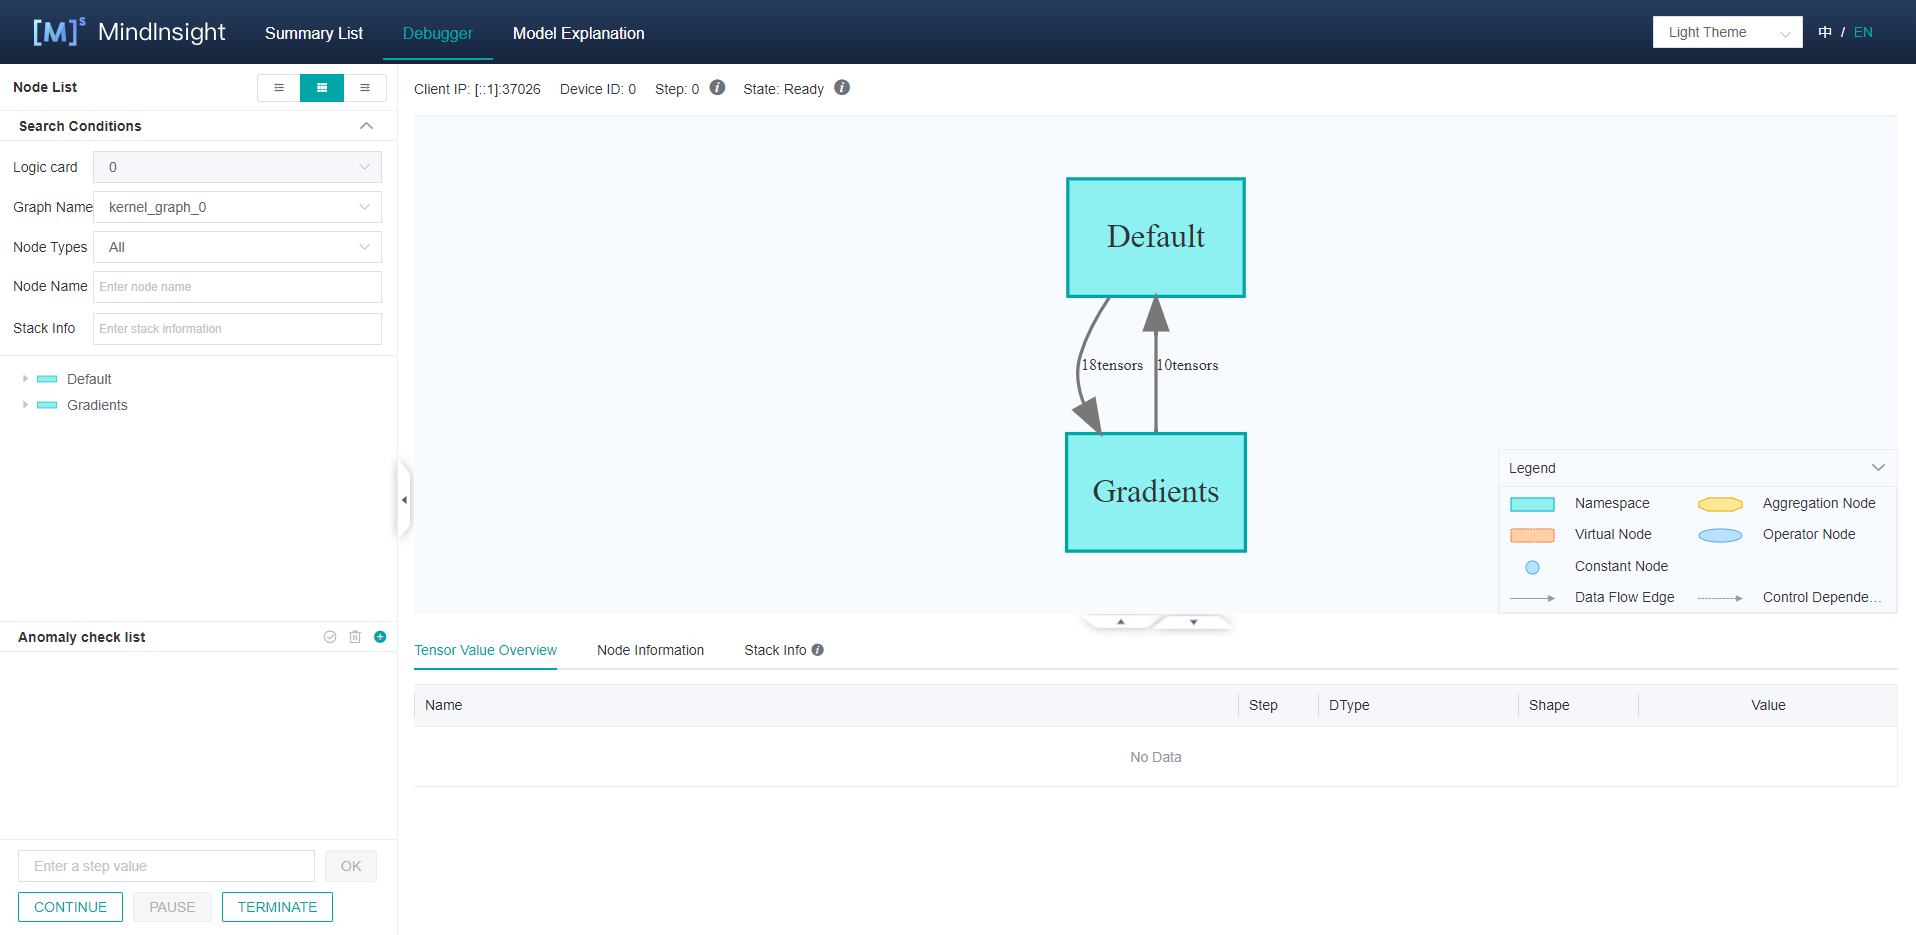 [M]s MindInsight Summary List Debugger Model Explanation Light Theme 中 / EN
Node List
Client IP: [::1]:37026 Device ID: 0 Step: 0 State: Ready
Search Conditions
Logic card 0
Graph Name kernel_graph_0
Node Types All
Node Name Enter node name
Stack Info Enter stack information
Default
Gradients
Anomaly check list
Enter a step value OK
CONTINUE PAUSE TERMINATE
Default
18tensors 10tensors
Gradients
Legend
Namespace Aggregation Node
Virtual Node Operator Node
Constant Node
Data Flow Edge Control Depende...
Tensor Value Overview Node Information Stack Info
Name Step DType Shape Value
No Data